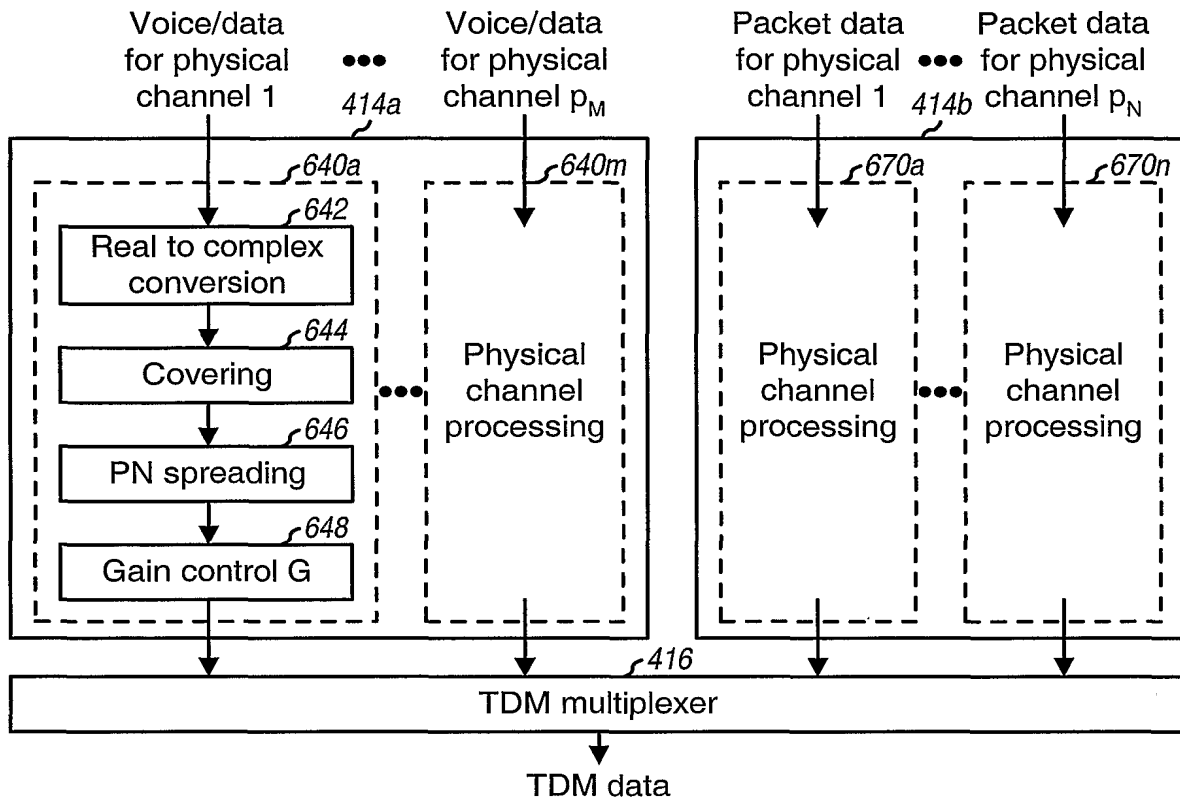 Voice/data
for physical
channel 1
•••
Voice/data
for physical
channel pM
Packet data
for physical
channel 1
•••
Packet data
for physical
channel pN
414a
414b
640a
640m
670a
670n
642
Real to complex
conversion
644
Covering
646
PN spreading
648
Gain control G
•••
Physical
channel
processing
Physical
channel
processing
•••
Physical
channel
processing
416
TDM multiplexer
TDM data